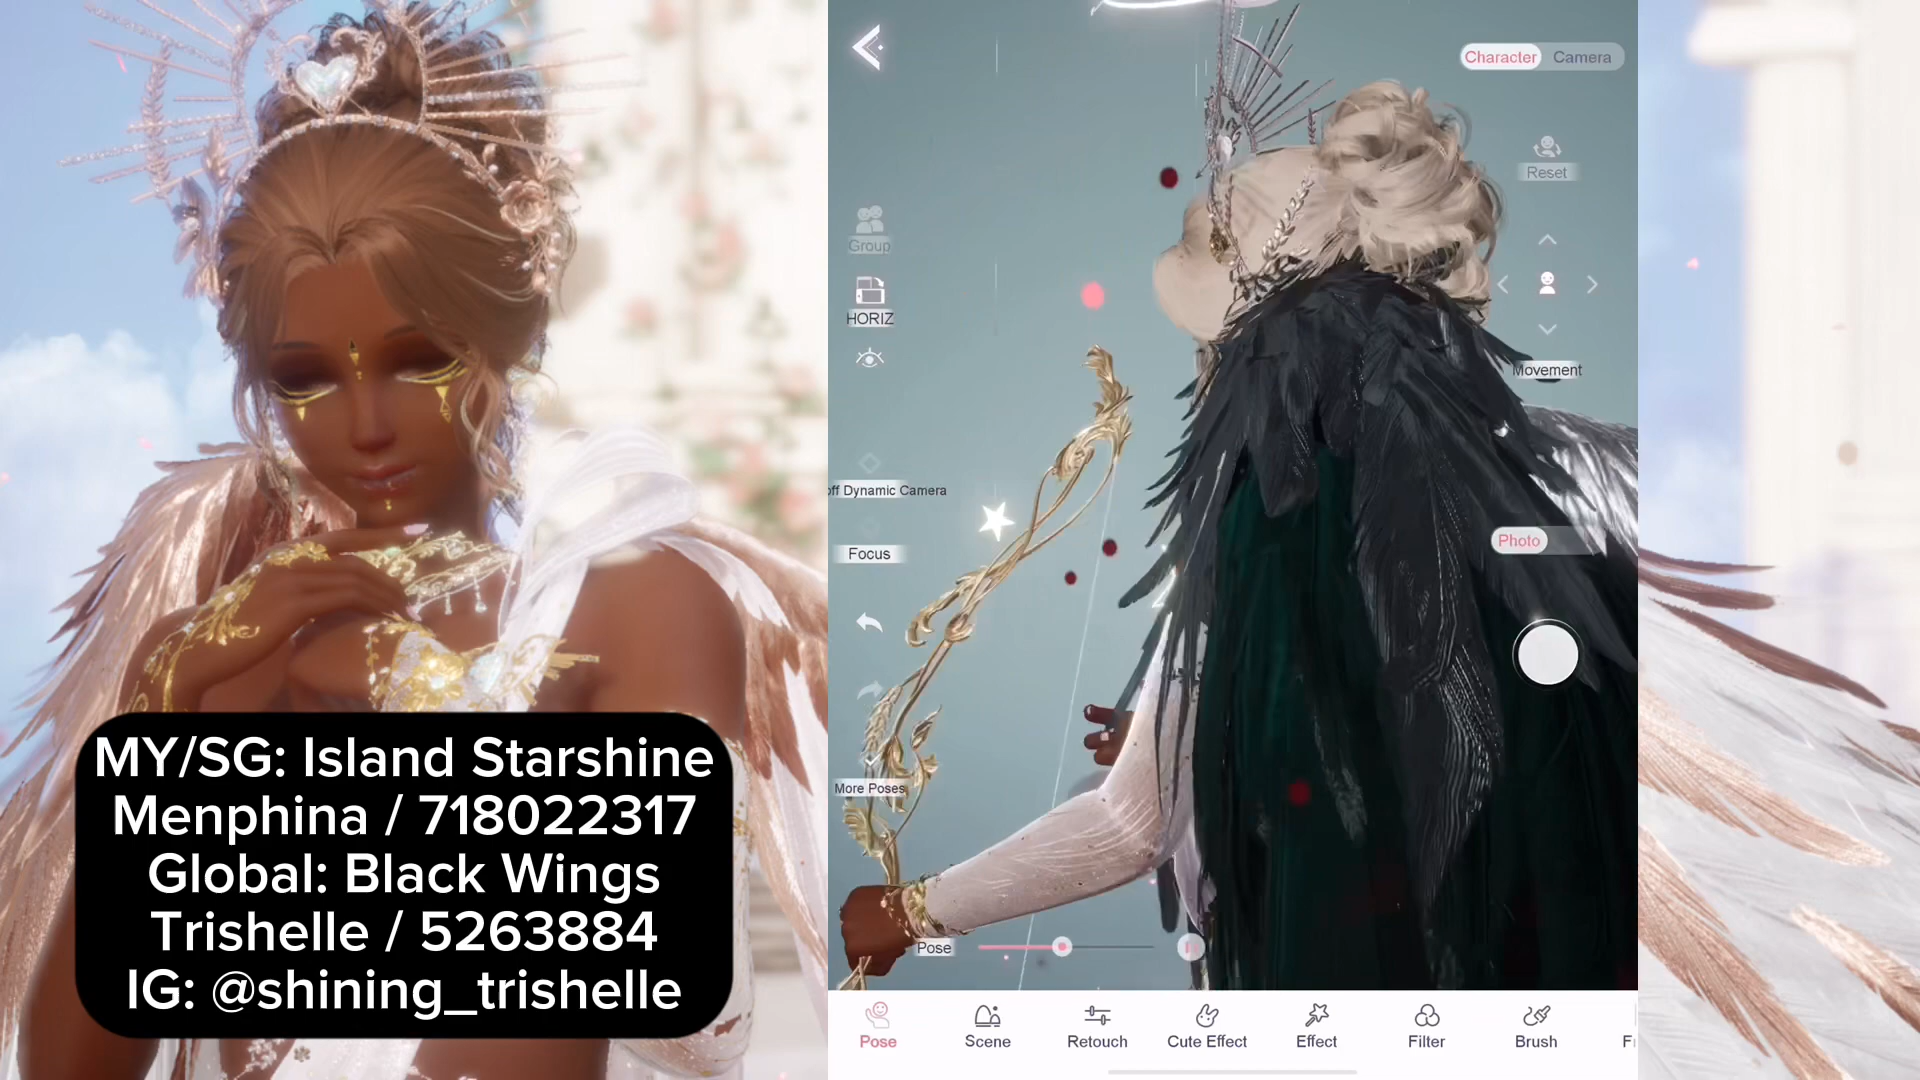 MY/SG: Island Starshine
Menphina / 718022317
Global: Black Wings
Trishelle / 5263884
IG: @shining_trishelle
Character Camera
Reset
Group
HORIZ
Movement
off Dynamic Camera
Photo
Focus
More Poses
Pose
Pose
Scene
Retouch
Cute Effect
Effect
Filter
Brush